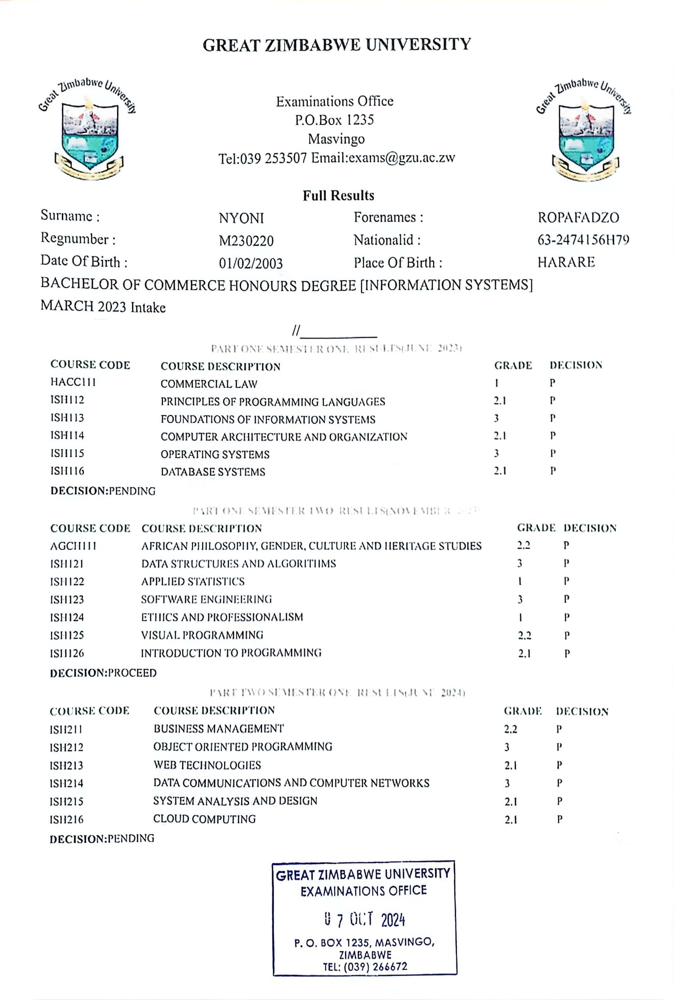 GREAT ZIMBABWE UNIVERSITY
Great Zimbabwe University
Great Zimbabwe University
Examinations Office
P.O.Box 1235
Masvingo
Tel:039 253507 Email:exams@gzu.ac.zw
Full Results
Surname : NYONI Forenames : ROPAFADZO
Regnumber : M230220 Nationalid : 63-2474156H79
Date Of Birth : 01/02/2003 Place Of Birth : HARARE
BACHELOR OF COMMERCE HONOURS DEGREE [INFORMATION SYSTEMS]
MARCH 2023 Intake
//____________
PART ONE SEMESTER ONE RESULTS(JUNE 2023)
COURSE CODE COURSE DESCRIPTION GRADE DECISION
HACC111 COMMERCIAL LAW 1 P
ISH112 PRINCIPLES OF PROGRAMMING LANGUAGES 2.1 P
ISH113 FOUNDATIONS OF INFORMATION SYSTEMS 3 P
ISH114 COMPUTER ARCHITECTURE AND ORGANIZATION 2.1 P
ISH115 OPERATING SYSTEMS 3 P
ISH116 DATABASE SYSTEMS 2.1 P
DECISION:PENDING
PART ONE SEMESTER TWO RESULTS(NOVEMBER 2023)
COURSE CODE COURSE DESCRIPTION GRADE DECISION
AGCH111 AFRICAN PHILOSOPHY, GENDER, CULTURE AND HERITAGE STUDIES 2.2 P
ISH121 DATA STRUCTURES AND ALGORITHMS 3 P
ISH122 APPLIED STATISTICS 1 P
ISH123 SOFTWARE ENGINEERING 3 P
ISH124 ETHICS AND PROFESSIONALISM 1 P
ISH125 VISUAL PROGRAMMING 2.2 P
ISH126 INTRODUCTION TO PROGRAMMING 2.1 P
DECISION:PROCEED
PART TWO SEMESTER ONE RESULTS(JUNE 2024)
COURSE CODE COURSE DESCRIPTION GRADE DECISION
ISH211 BUSINESS MANAGEMENT 2.2 P
ISH212 OBJECT ORIENTED PROGRAMMING 3 P
ISH213 WEB TECHNOLOGIES 2.1 P
ISH214 DATA COMMUNICATIONS AND COMPUTER NETWORKS 3 P
ISH215 SYSTEM ANALYSIS AND DESIGN 2.1 P
ISH216 CLOUD COMPUTING 2.1 P
DECISION:PENDING
GREAT ZIMBABWE UNIVERSITY
EXAMINATIONS OFFICE
07 OCT 2024
P. O. BOX 1235, MASVINGO,
ZIMBABWE
TEL: (039) 266672